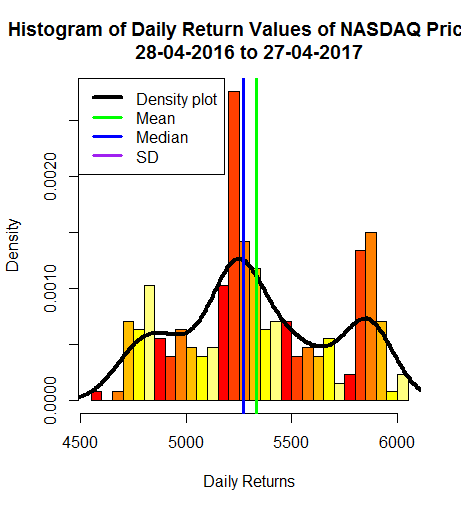 Histogram of Daily Return Values of NASDAQ Pric
28-04-2016 to 27-04-2017
Density plot
Mean
Median
SD
Density
0.0020
0.0010
0.0000
4500 5000 5500 6000
Daily Returns